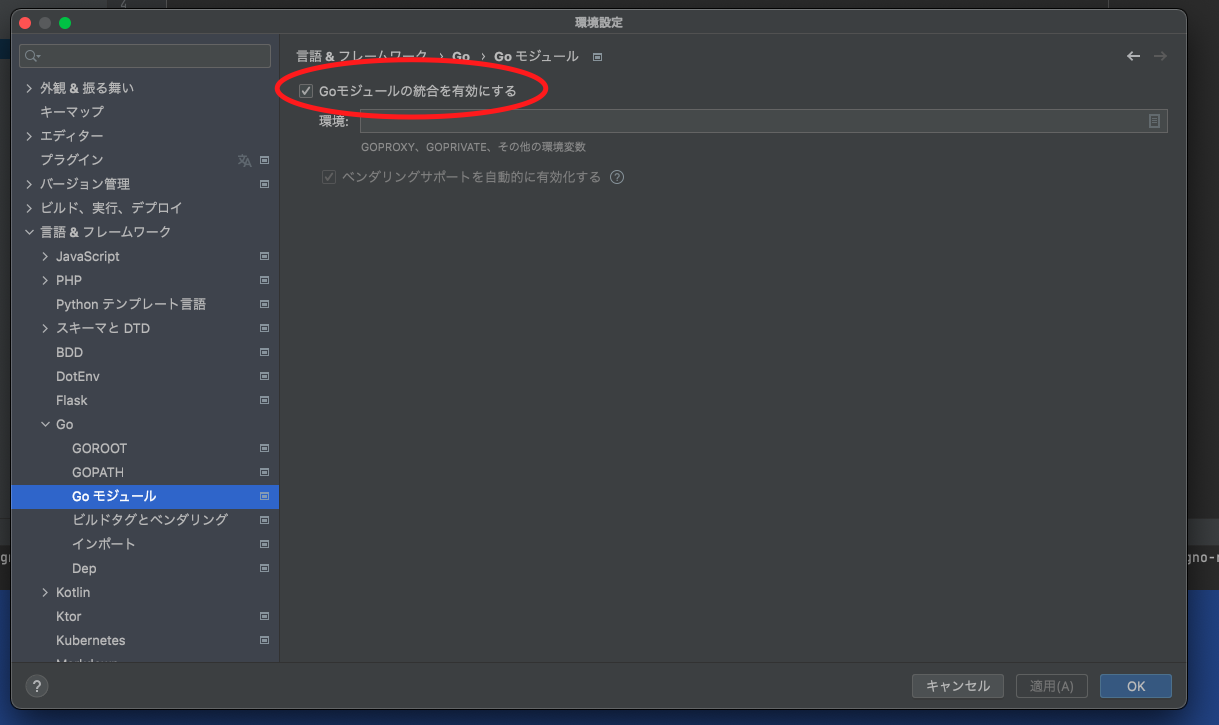 4
環境設定
言語 & フレームワーク › Go › Go モジュール
Goモジュールの統合を有効にする
環境:
GOPROXY、GOPRIVATE、その他の環境変数
ベンダリングサポートを自動的に有効化する ?
外観 & 振る舞い
キーマップ
エディター
プラグイン
バージョン管理
ビルド、実行、デプロイ
言語 & フレームワーク
JavaScript
PHP
Python テンプレート言語
スキーマと DTD
BDD
DotEnv
Flask
Go
GOROOT
GOPATH
Go モジュール
ビルドタグとベンダリング
インポート
Dep
Kotlin
Ktor
Kubernetes
Markdown
? キャンセル 適用(A) OK